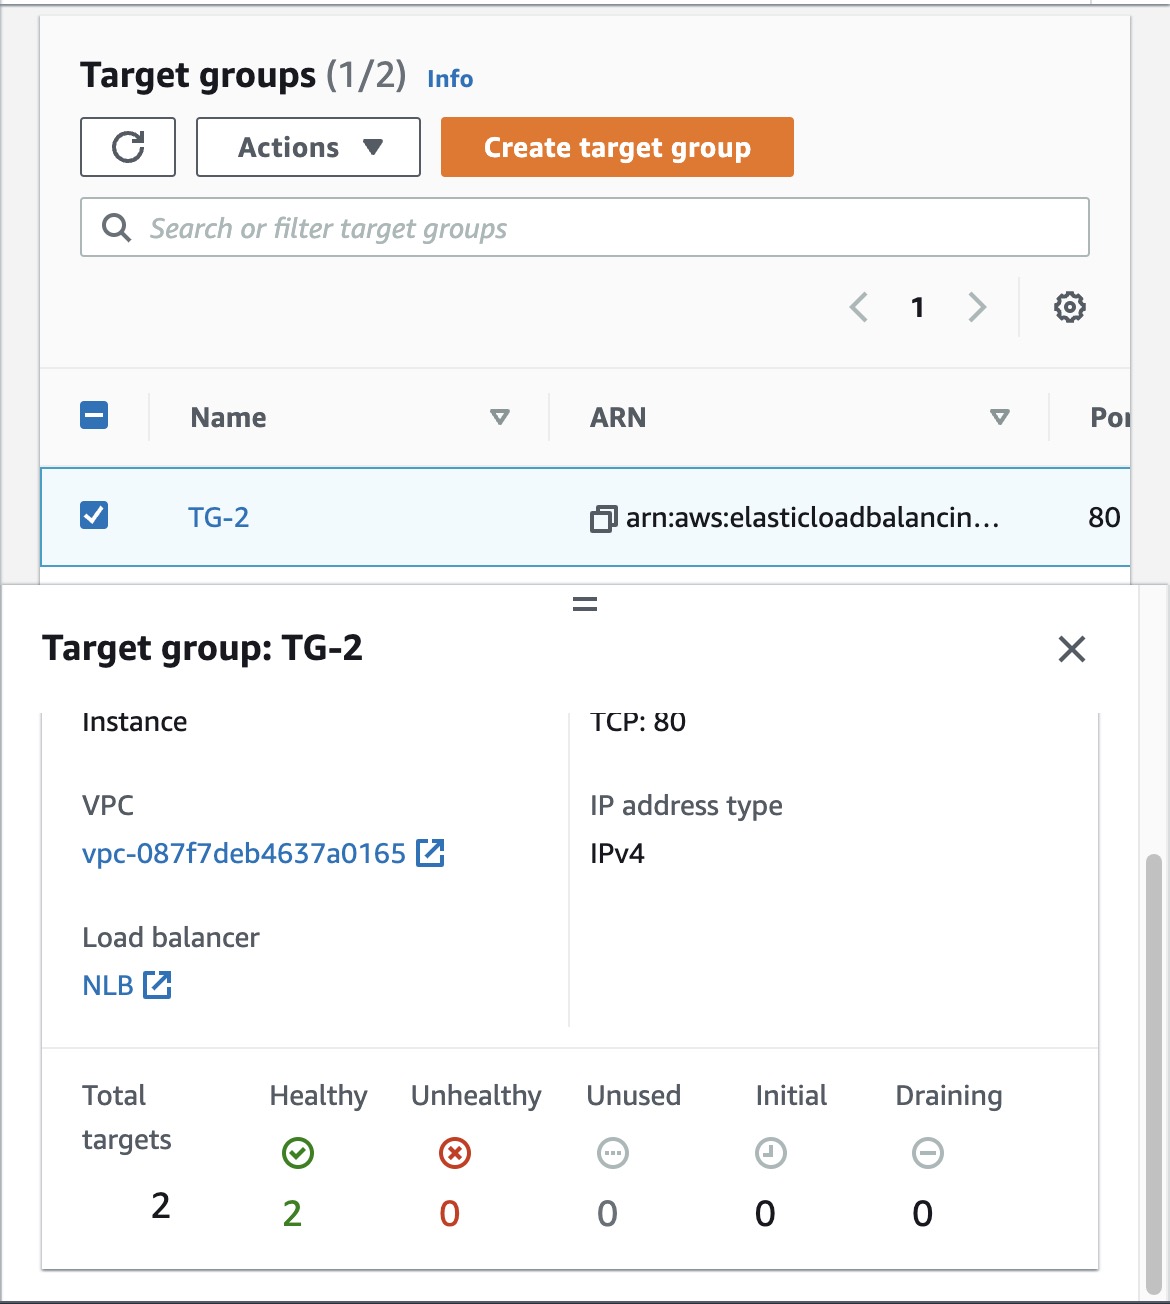 Target groups (1/2) Info
Actions Create target group
Search or filter target groups
1
Name ARN Por
TG-2 arn:aws:elasticloadbalancin... 80
Target group: TG-2
Instance TCP: 80
VPC IP address type
vpc-087f7deb4637a0165 IPv4
Load balancer
NLB
Total Healthy Unhealthy Unused Initial Draining
targets
2 2 0 0 0 0